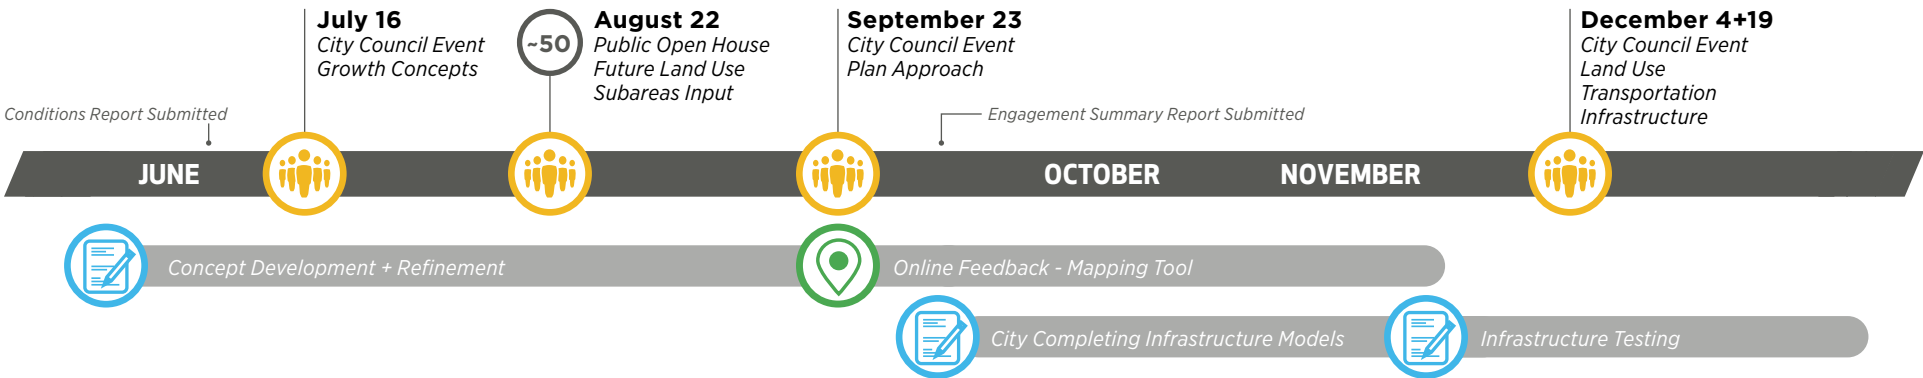 July 16
City Council Event
Growth Concepts
~50
August 22
Public Open House
Future Land Use
Subareas Input
September 23
City Council Event
Plan Approach
December 4+19
City Council Event
Land Use
Transportation
Infrastructure
Conditions Report Submitted
Engagement Summary Report Submitted
JUNE
OCTOBER
NOVEMBER
Concept Development + Refinement
Online Feedback - Mapping Tool
City Completing Infrastructure Models
Infrastructure Testing